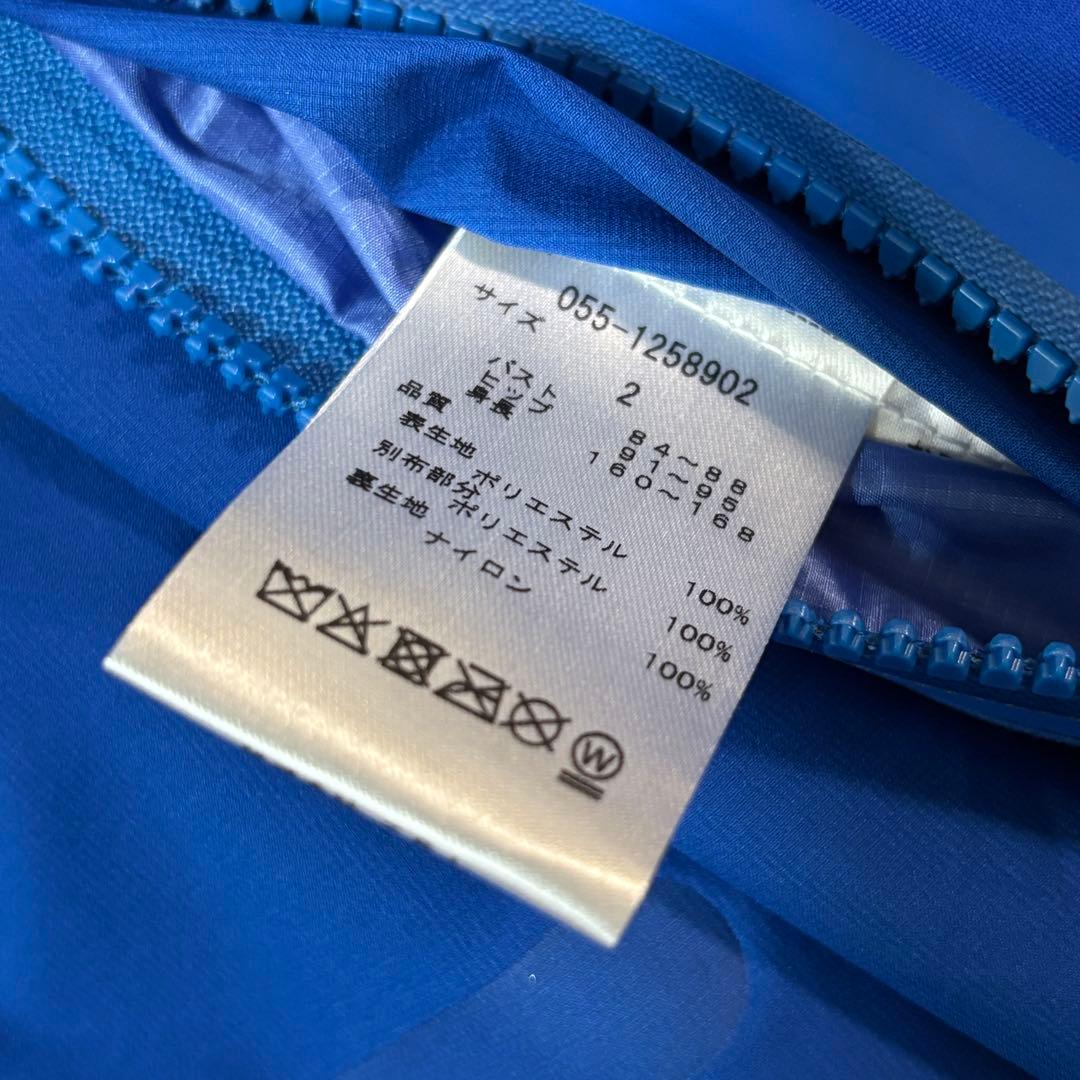 055-1258902
サイズ 2
バスト 84~88
ヒップ 91~95
身長 160~168
品質
表生地 ポリエステル 100%
別布部分 ポリエステル 100%
裏生地 ナイロン 100%
W